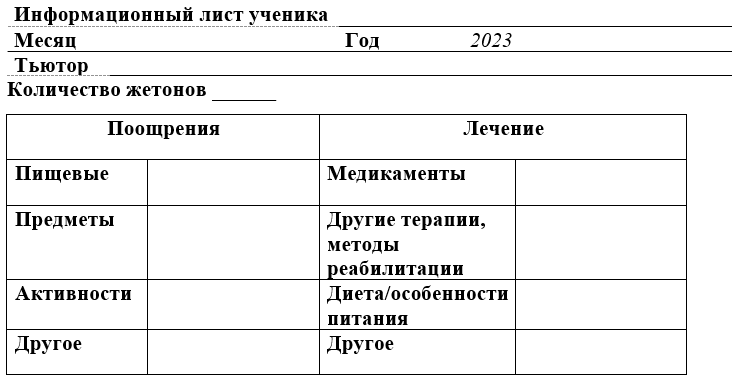 Информационный лист ученика
Месяц Год 2023
Тьютор
Количество жетонов
Поощрения Лечение
Пищевые Медикаменты
Предметы Другие терапии,
методы
реабилитации
Активности Диета/особенности
питания
Другое Другое